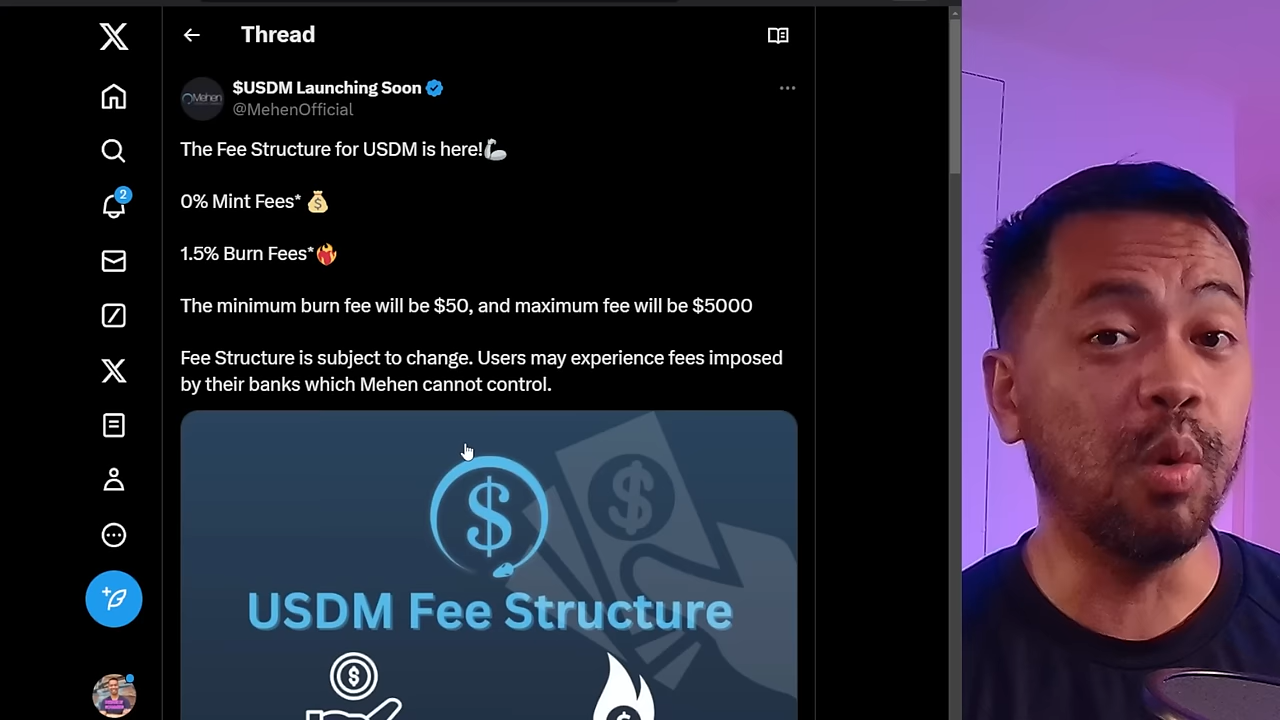 Thread
$USDM Launching Soon
@MehenOfficial
The Fee Structure for USDM is here!💪
0% Mint Fees* 💰
1.5% Burn Fees*❤️‍🔥
The minimum burn fee will be $50, and maximum fee will be $5000
Fee Structure is subject to change. Users may experience fees imposed
by their banks which Mehen cannot control.
2
Mehen
$
$
USDM Fee Structure
$